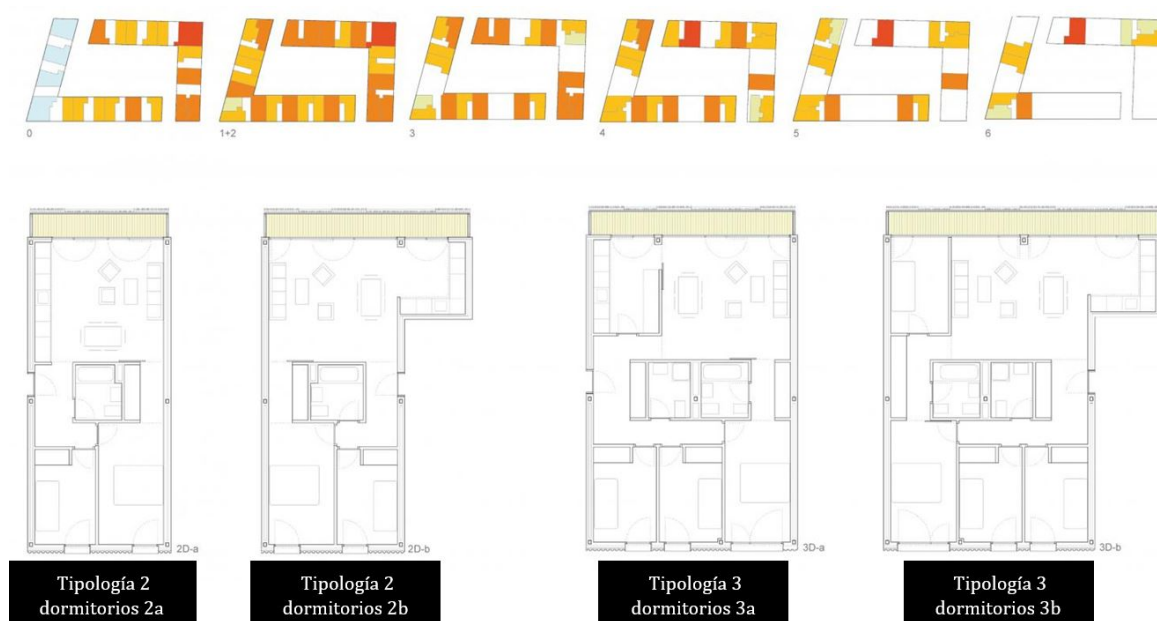 0
1+2
3
4
5
6
2D-a
2D-b
3D-a
3D-b
Tipología 2
dormitorios 2a
Tipología 2
dormitorios 2b
Tipología 3
dormitorios 3a
Tipología 3
dormitorios 3b